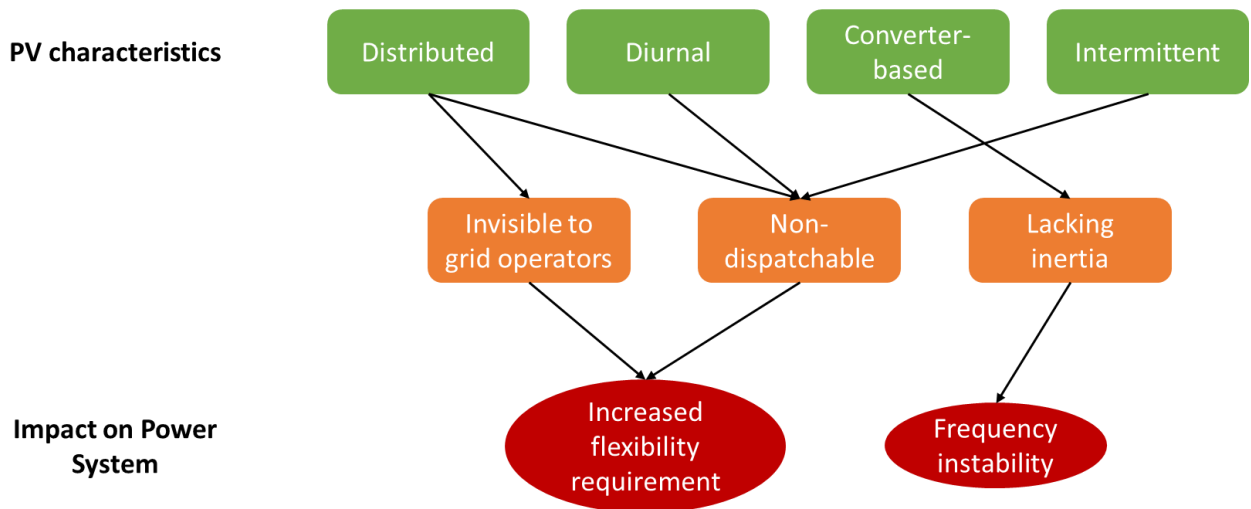 PV characteristics
Distributed
Diurnal
Converter-
based
Intermittent
Invisible to
grid operators
Non-
dispatchable
Lacking
inertia
Impact on Power
System
Increased
flexibility
requirement
Frequency
instability